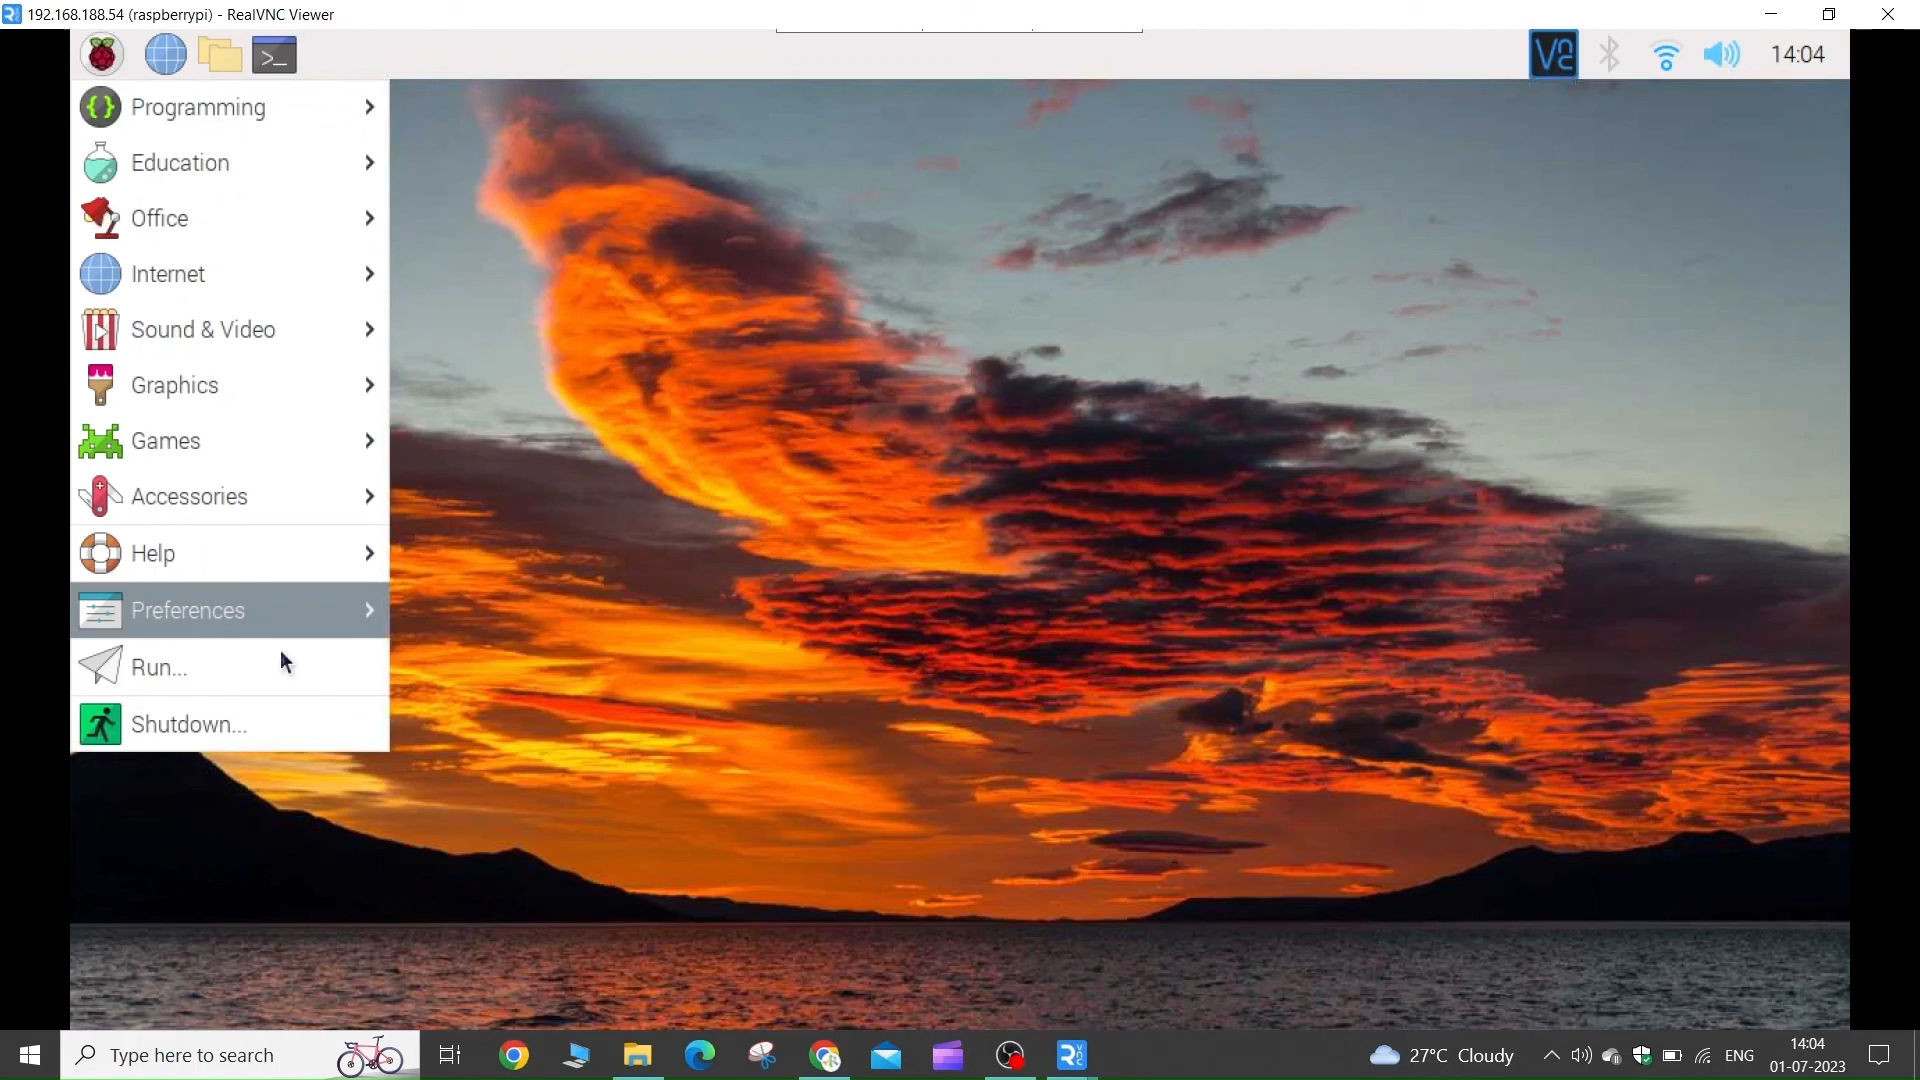 192.168.188.54 (raspberrypi) - RealVNC Viewer
14:04
Programming
Education
Office
Internet
Sound & Video
Graphics
Games
Accessories
Help
Preferences
Run...
Shutdown...
Type here to search
27°C Cloudy
ENG
14:04
01-07-2023